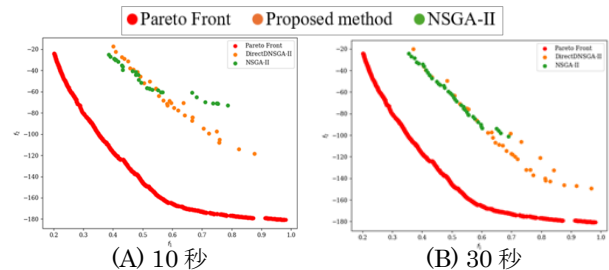 Pareto Front Proposed method NSGA-II
Pareto Front
DirectDNSGA-II
NSGA-II
-20
-40
-60
-80
-100
-120
-140
-160
-180
f₂
0.2 0.3 0.4 0.5 0.6 0.7 0.8 0.9 1.0
f₁
(A) 10 秒
Pareto Front
DirectDNSGA-II
NSGA-II
-20
-40
-60
-80
-100
-120
-140
-160
-180
f₂
0.2 0.3 0.4 0.5 0.6 0.7 0.8 0.9 1.0
f₁
(B) 30 秒